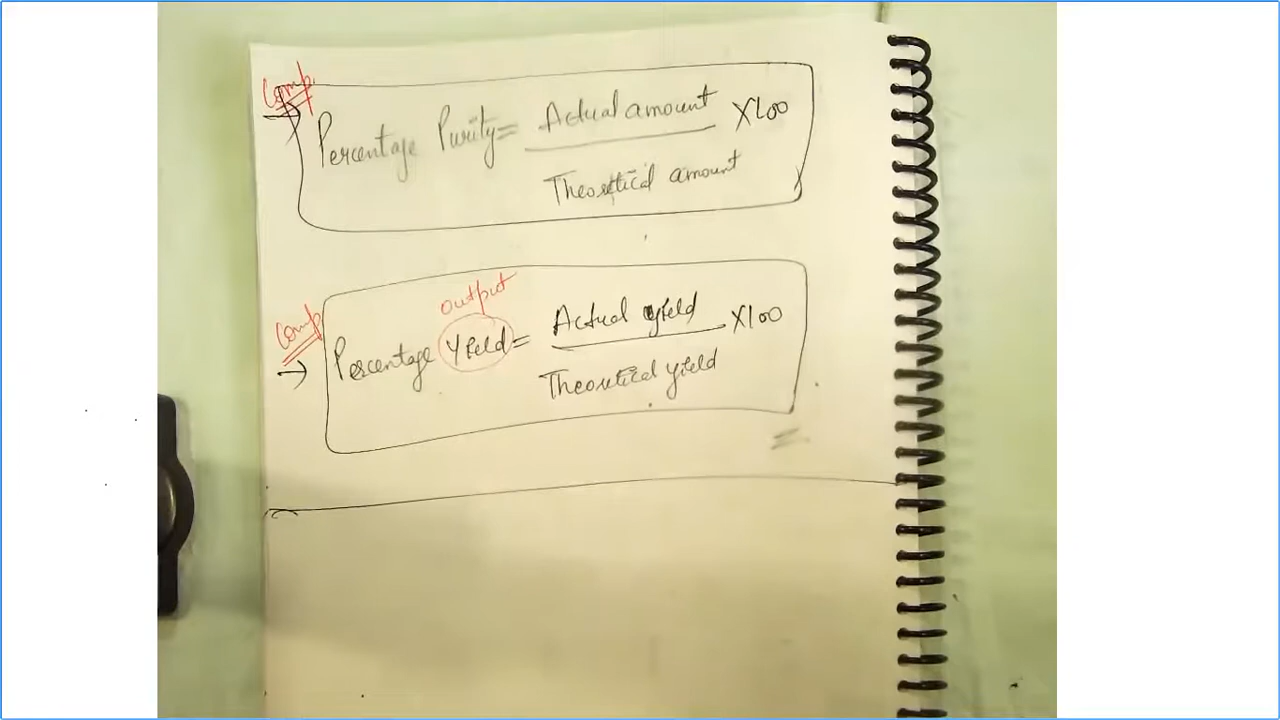 Comp.
→ Percentage Purity = Actual amount X100
Theoretical amount
output
Comp
→ Percentage Yield = Actual yield X100
Theoretical yield